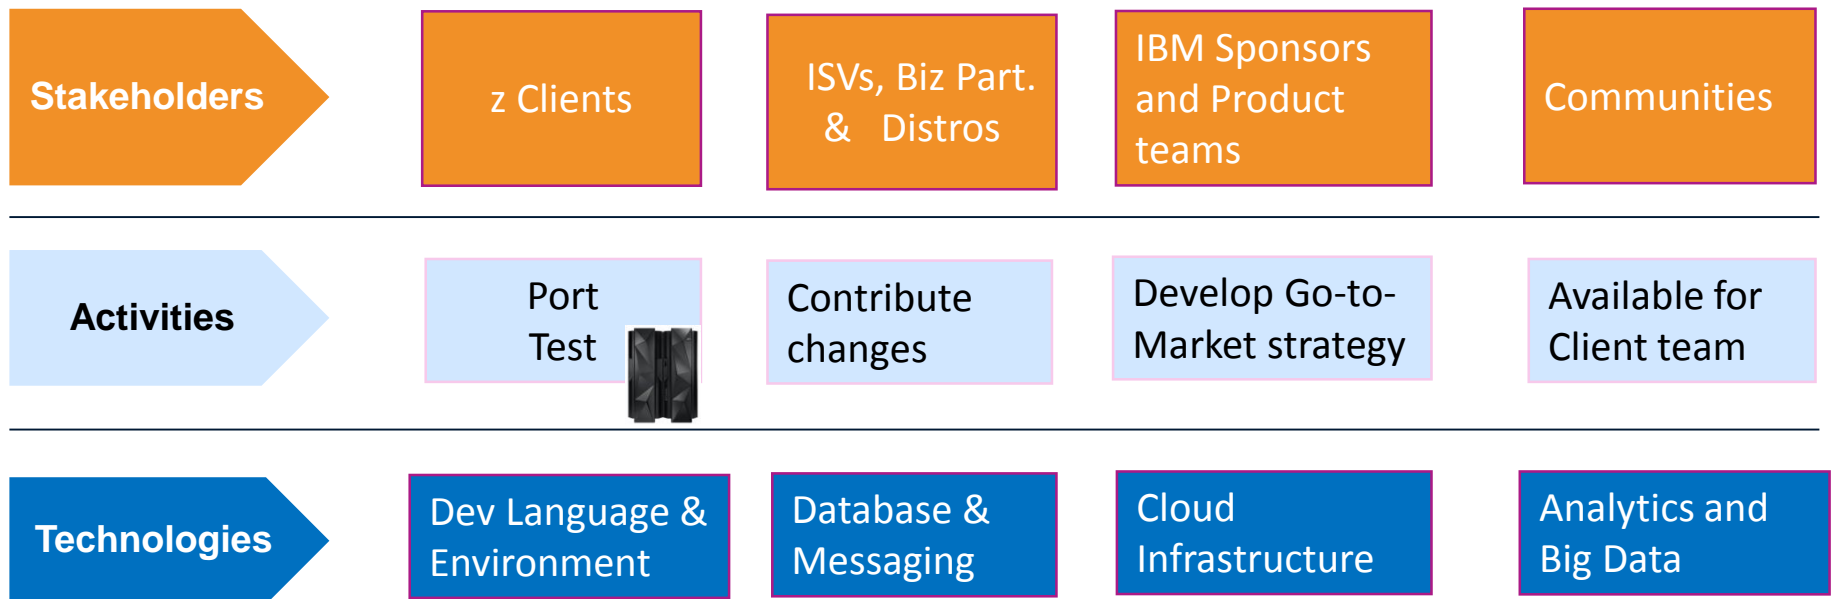 Stakeholders
z Clients
ISVs, Biz Part.
& Distros
IBM Sponsors
and Product
teams
Communities
Activities
Port
Test
Contribute
changes
Develop Go-to-
Market strategy
Available for
Client team
Technologies
Dev Language &
Environment
Database &
Messaging
Cloud
Infrastructure
Analytics and
Big Data